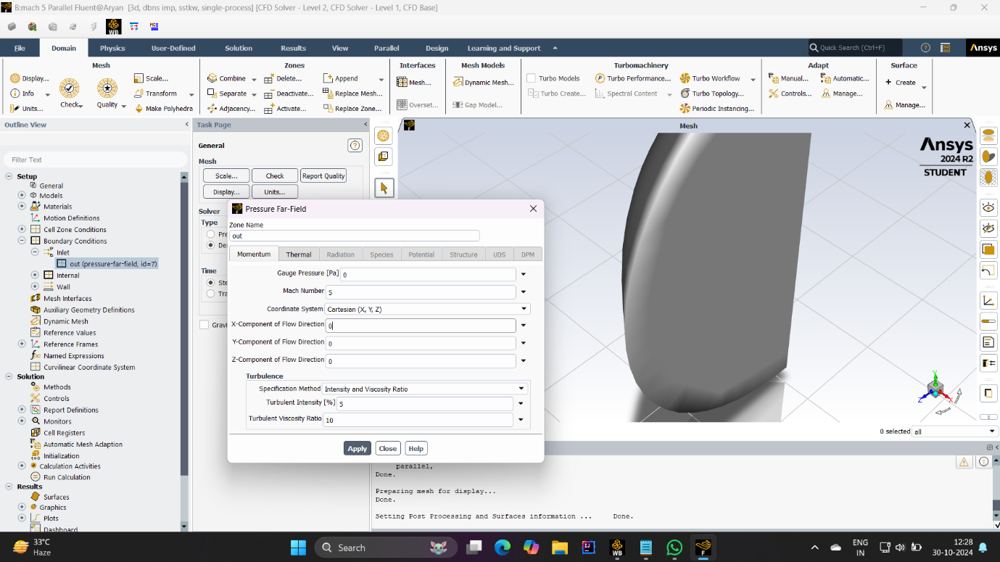 B:mach 5 Parallel Fluent@Aryan [3d, dbns imp, sstkw, single-process] [CFD Solver - Level 2, CFD Solver - Level 1, CFD Base]
WB
File Domain Physics User-Defined Solution Results View Parallel Design Learning and Support Quick Search (Ctrl+F) Ansys
Mesh Zones Interfaces Mesh Models Turbomachinery Adapt Surface
Display... Scale... Combine Delete... Append Mesh... Dynamic Mesh... Turbo Models Turbo Performance... Turbo Workflow Manual... Automatic... Create
Info Check Quality Transform Separate Deactivate... Replace Mesh... Turbo Create... Spectral Content Turbo Topology... Controls... Manage...
Units... Make Polyhedra Adjacency... Activate... Replace Zone... Overset... Gap Model... Periodic Instancing... Manage...
Outline View
Filter Text
Setup
General
Models
Materials
Motion Definitions
Cell Zone Conditions
Boundary Conditions
Inlet
out (pressure-far-field, id=7)
Internal
Wall
Mesh Interfaces
Auxiliary Geometry Definitions
Dynamic Mesh
Reference Values
Reference Frames
Named Expressions
Curvilinear Coordinate System
Solution
Methods
Controls
Report Definitions
Monitors
Cell Registers
Automatic Mesh Adaption
Initialization
Calculation Activities
Run Calculation
Results
Surfaces
Graphics
Plots
Dashboard
Task Page
General
Mesh
Scale... Check Report Quality
Display... Units...
Solver
Type
Pre
Den
Time
Ste
Tra
Gravi
Pressure Far-Field
Zone Name
out
Momentum Thermal Radiation Species Potential Structure UDS DPM
Gauge Pressure [Pa] 0
Mach Number 5
Coordinate System Cartesian (X, Y, Z)
X-Component of Flow Direction 0
Y-Component of Flow Direction 0
Z-Component of Flow Direction 0
Turbulence
Specification Method Intensity and Viscosity Ratio
Turbulent Intensity [%] 5
Turbulent Viscosity Ratio 10
Apply Close Help
Mesh
Ansys
2024 R2
STUDENT
Y
Z X
0 selected all
parallel,
Done.
Preparing mesh for display...
Done.
Setting Post Processing and Surfaces information ... Done.
33°C
Haze
Search
WB
ENG
IN
12:28
30-10-2024